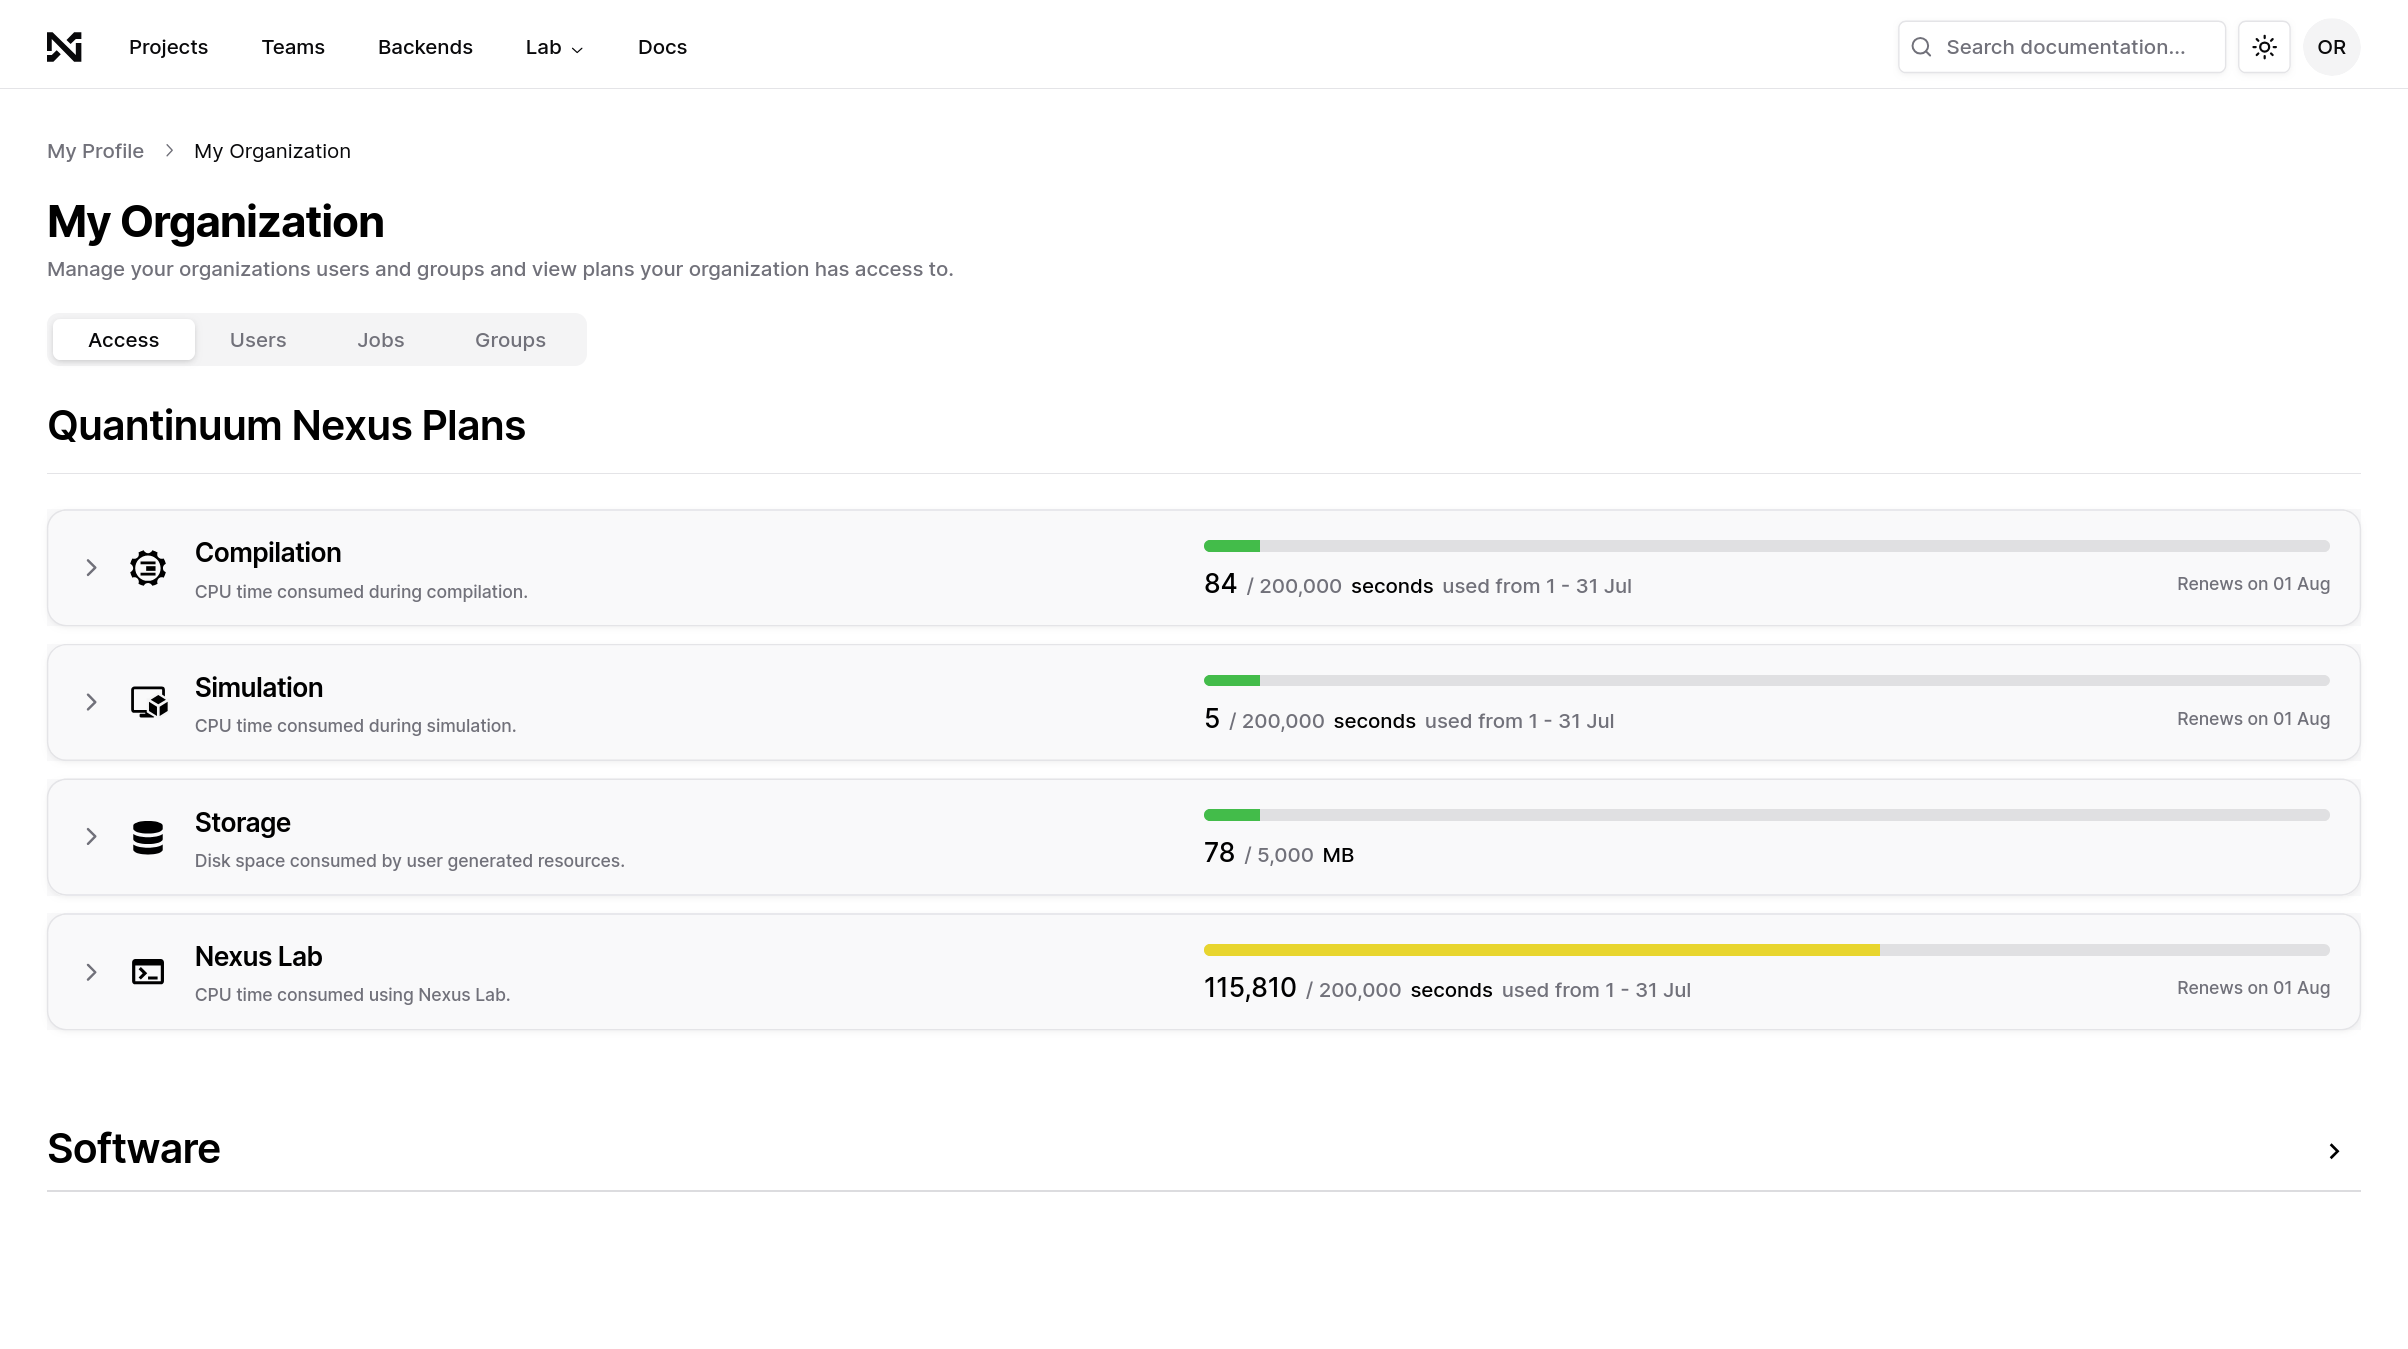 Projects Teams Backends Lab Docs Search documentation... OR
My Profile My Organization
My Organization
Manage your organizations users and groups and view plans your organization has access to.
Access Users Jobs Groups
Quantinuum Nexus Plans
Compilation
CPU time consumed during compilation.
84 / 200,000 seconds used from 1 - 31 Jul Renews on 01 Aug
Simulation
CPU time consumed during simulation.
5 / 200,000 seconds used from 1 - 31 Jul Renews on 01 Aug
Storage
Disk space consumed by user generated resources.
78 / 5,000 MB
Nexus Lab
CPU time consumed using Nexus Lab.
115,810 / 200,000 seconds used from 1 - 31 Jul Renews on 01 Aug
Software